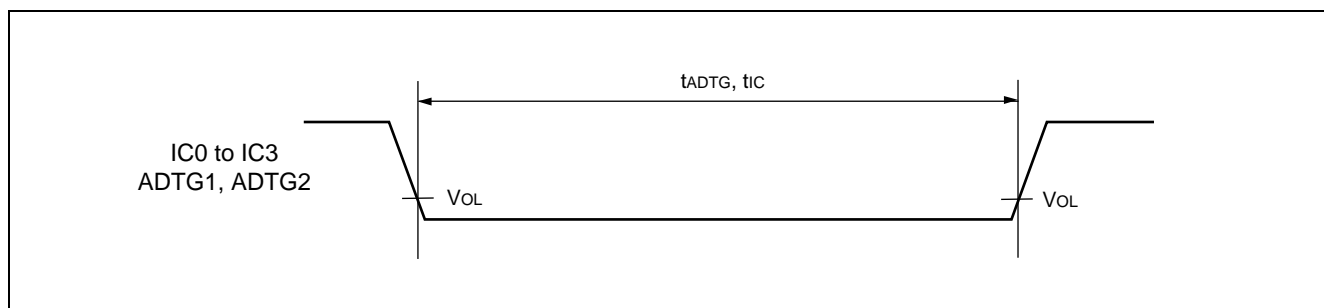 tADTG, tIC
IC0 to IC3
ADTG1, ADTG2
VOL
VOL